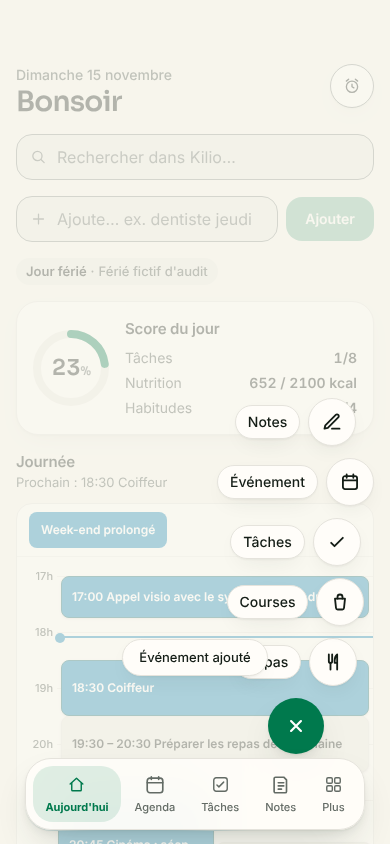 Dimanche 15 novembre
Bonsoir
Rechercher dans Kilio...
Ajoute... ex. dentiste jeudi
Ajouter
Jour férié · Férié fictif d'audit
Score du jour
23%
Tâches 1/8
Nutrition 652 / 2100 kcal
Habitudes 4
Notes
Journée
Prochain : 18:30 Coiffeur
Événement
Week-end prolongé
Tâches
17h
17:00 Appel visio avec le
Courses
18h
Événement ajouté
pas
19h
18:30 Coiffeur
20h
19:30 – 20:30 Préparer les repas de
Aujourd'hui
Agenda
Tâches
Notes
Plus